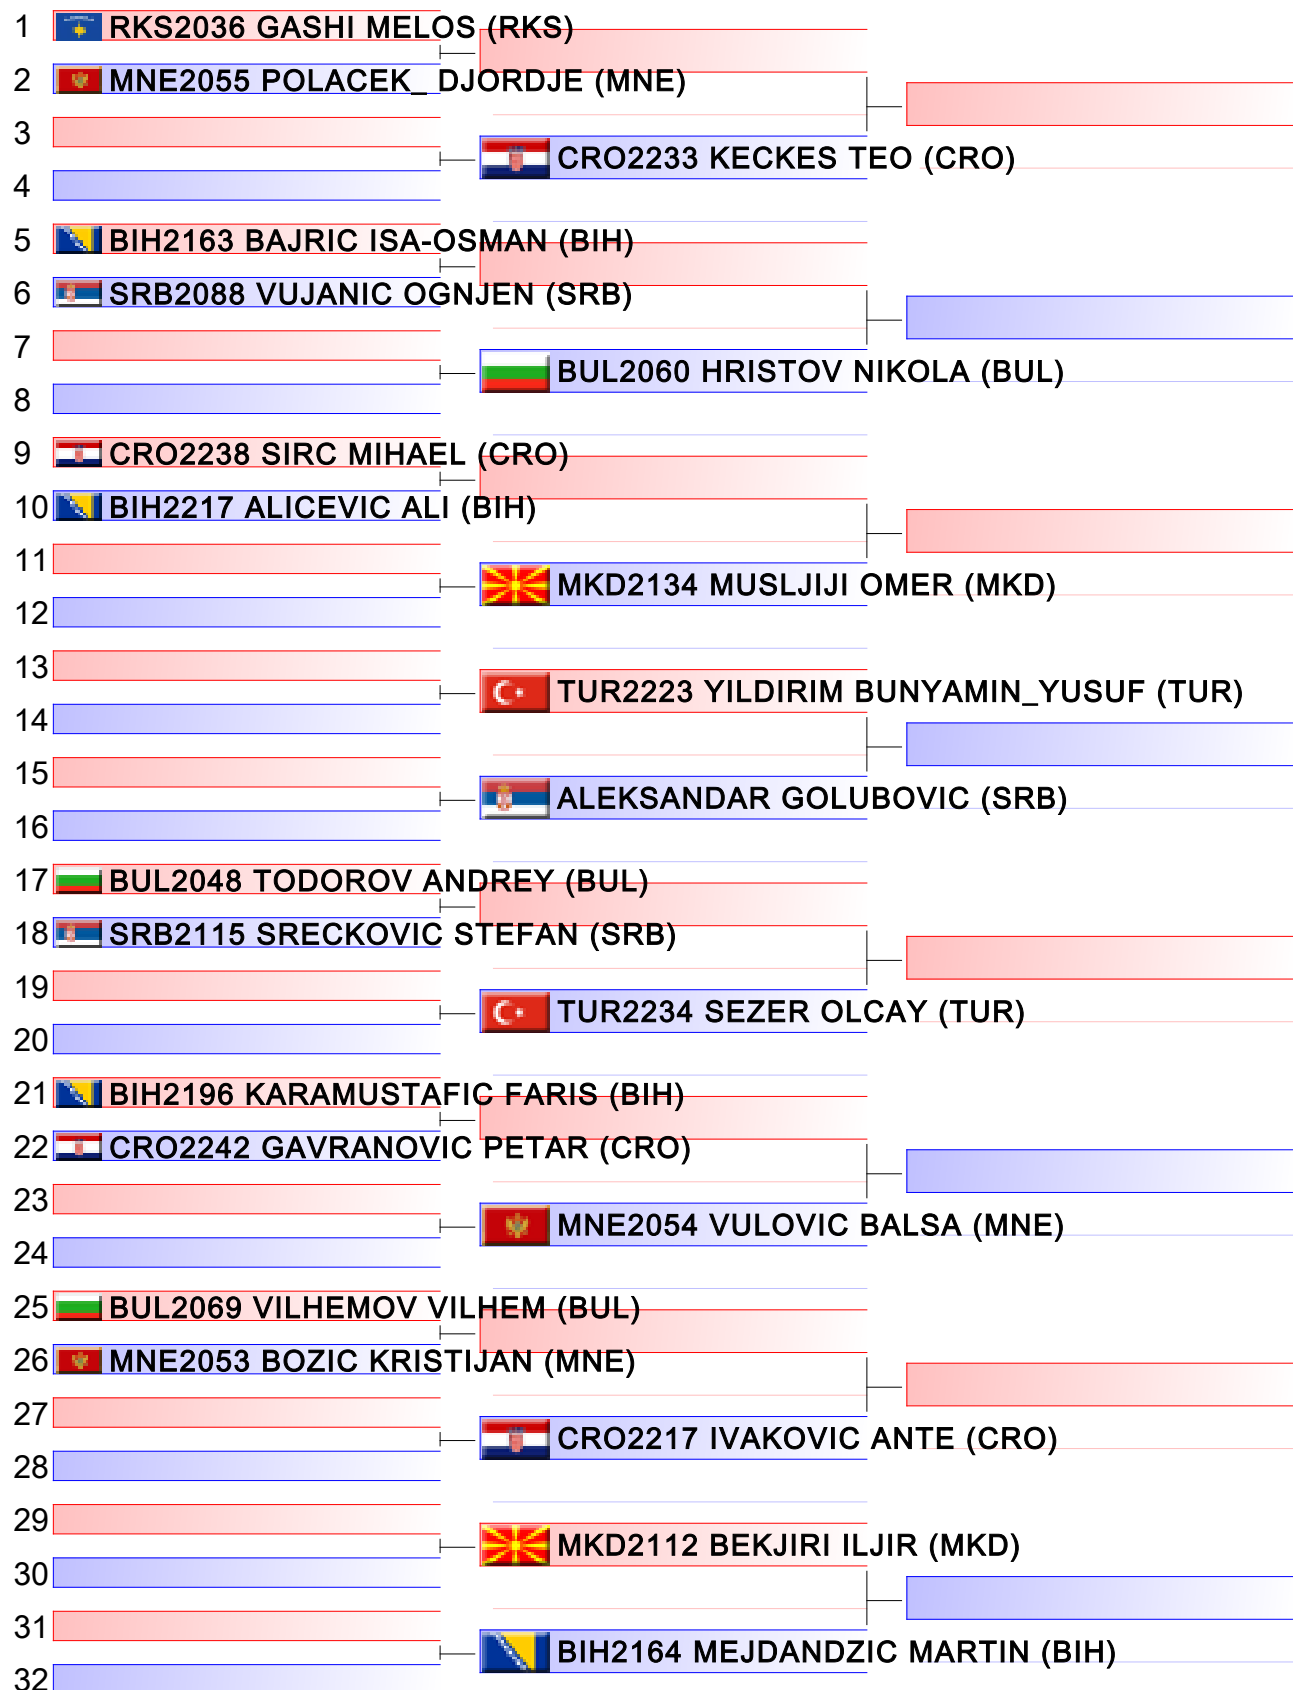 1 RKS2036 GASHI MELOS (RKS)
2 MNE2055 POLACEK_ DJORDJE (MNE)
3
CRO2233 KECKES TEO (CRO)
4
5 BIH2163 BAJRIC ISA-OSMAN (BIH)
6 SRB2088 VUJANIC OGNJEN (SRB)
7
BUL2060 HRISTOV NIKOLA (BUL)
8
9 CRO2238 SIRC MIHAEL (CRO)
10 BIH2217 ALICEVIC ALI (BIH)
11
MKD2134 MUSLJIJI OMER (MKD)
12
13
TUR2223 YILDIRIM BUNYAMIN_YUSUF (TUR)
14
15
ALEKSANDAR GOLUBOVIC (SRB)
16
17 BUL2048 TODOROV ANDREY (BUL)
18 SRB2115 SRECKOVIC STEFAN (SRB)
19
TUR2234 SEZER OLCAY (TUR)
20
21 BIH2196 KARAMUSTAFIC FARIS (BIH)
22 CRO2242 GAVRANOVIC PETAR (CRO)
23
MNE2054 VULOVIC BALSA (MNE)
24
25 BUL2069 VILHEMOV VILHEM (BUL)
26 MNE2053 BOZIC KRISTIJAN (MNE)
27
CRO2217 IVAKOVIC ANTE (CRO)
28
29
MKD2112 BEKJIRI ILJIR (MKD)
30
31
BIH2164 MEJDANDZIC MARTIN (BIH)
32